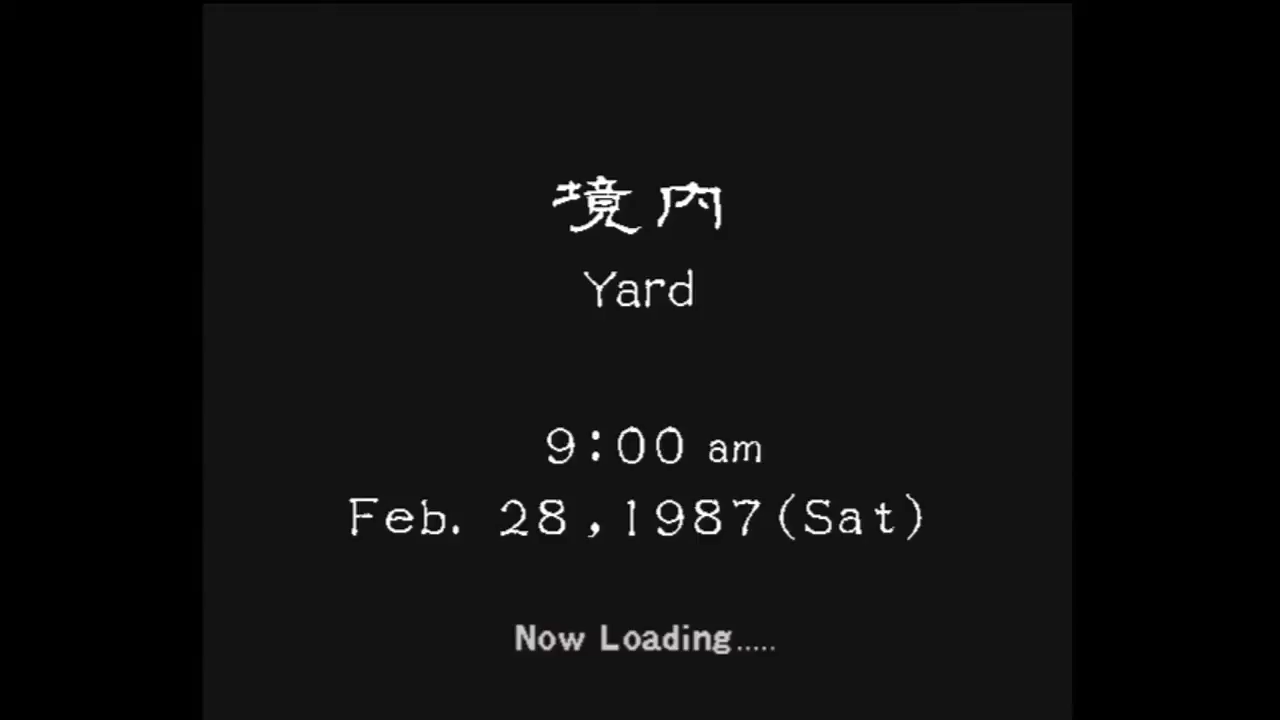 境内
Yard
9:00 am
Feb. 28,1987(Sat)
Now Loading.....